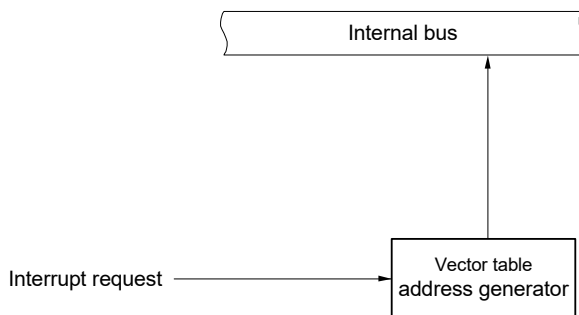 Internal bus
Vector table
Interrupt request
address generator